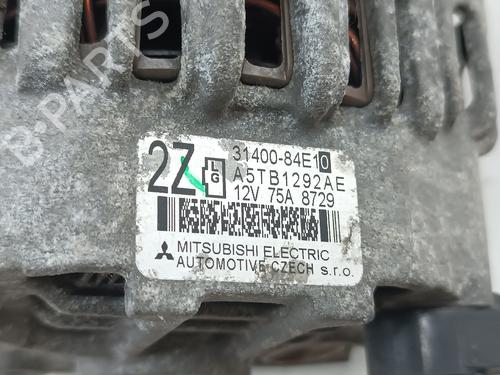 B-PARTS
2Z
L
G
31400-84E10
A5TB1292AE
12V 75A 8729
MITSUBISHI ELECTRIC
AUTOMOTIVE CZECH s.r.o.